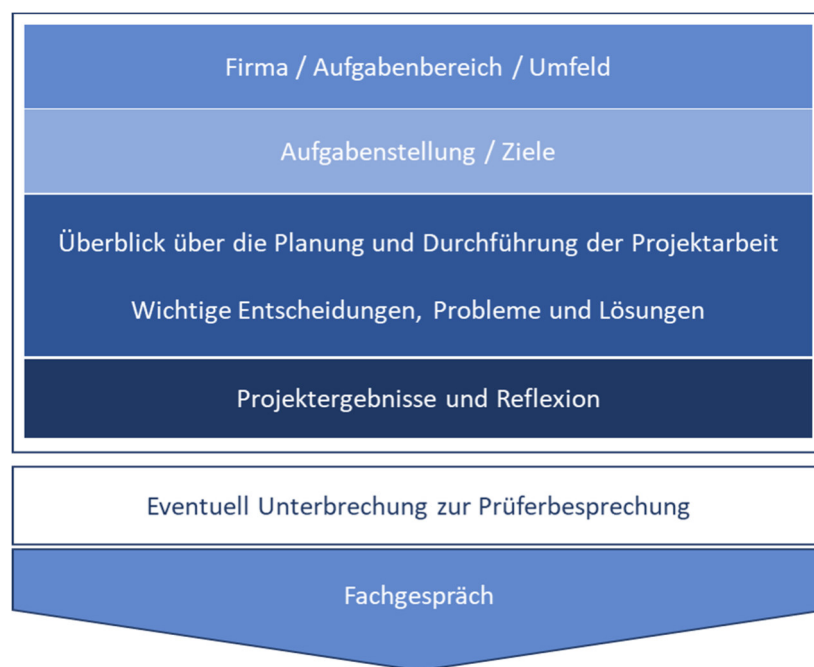 Firma / Aufgabenbereich / Umfeld
Aufgabenstellung / Ziele
Überblick über die Planung und Durchführung der Projektarbeit
Wichtige Entscheidungen, Probleme und Lösungen
Projektergebnisse und Reflexion
Eventuell Unterbrechung zur Prüferbesprechung
Fachgespräch